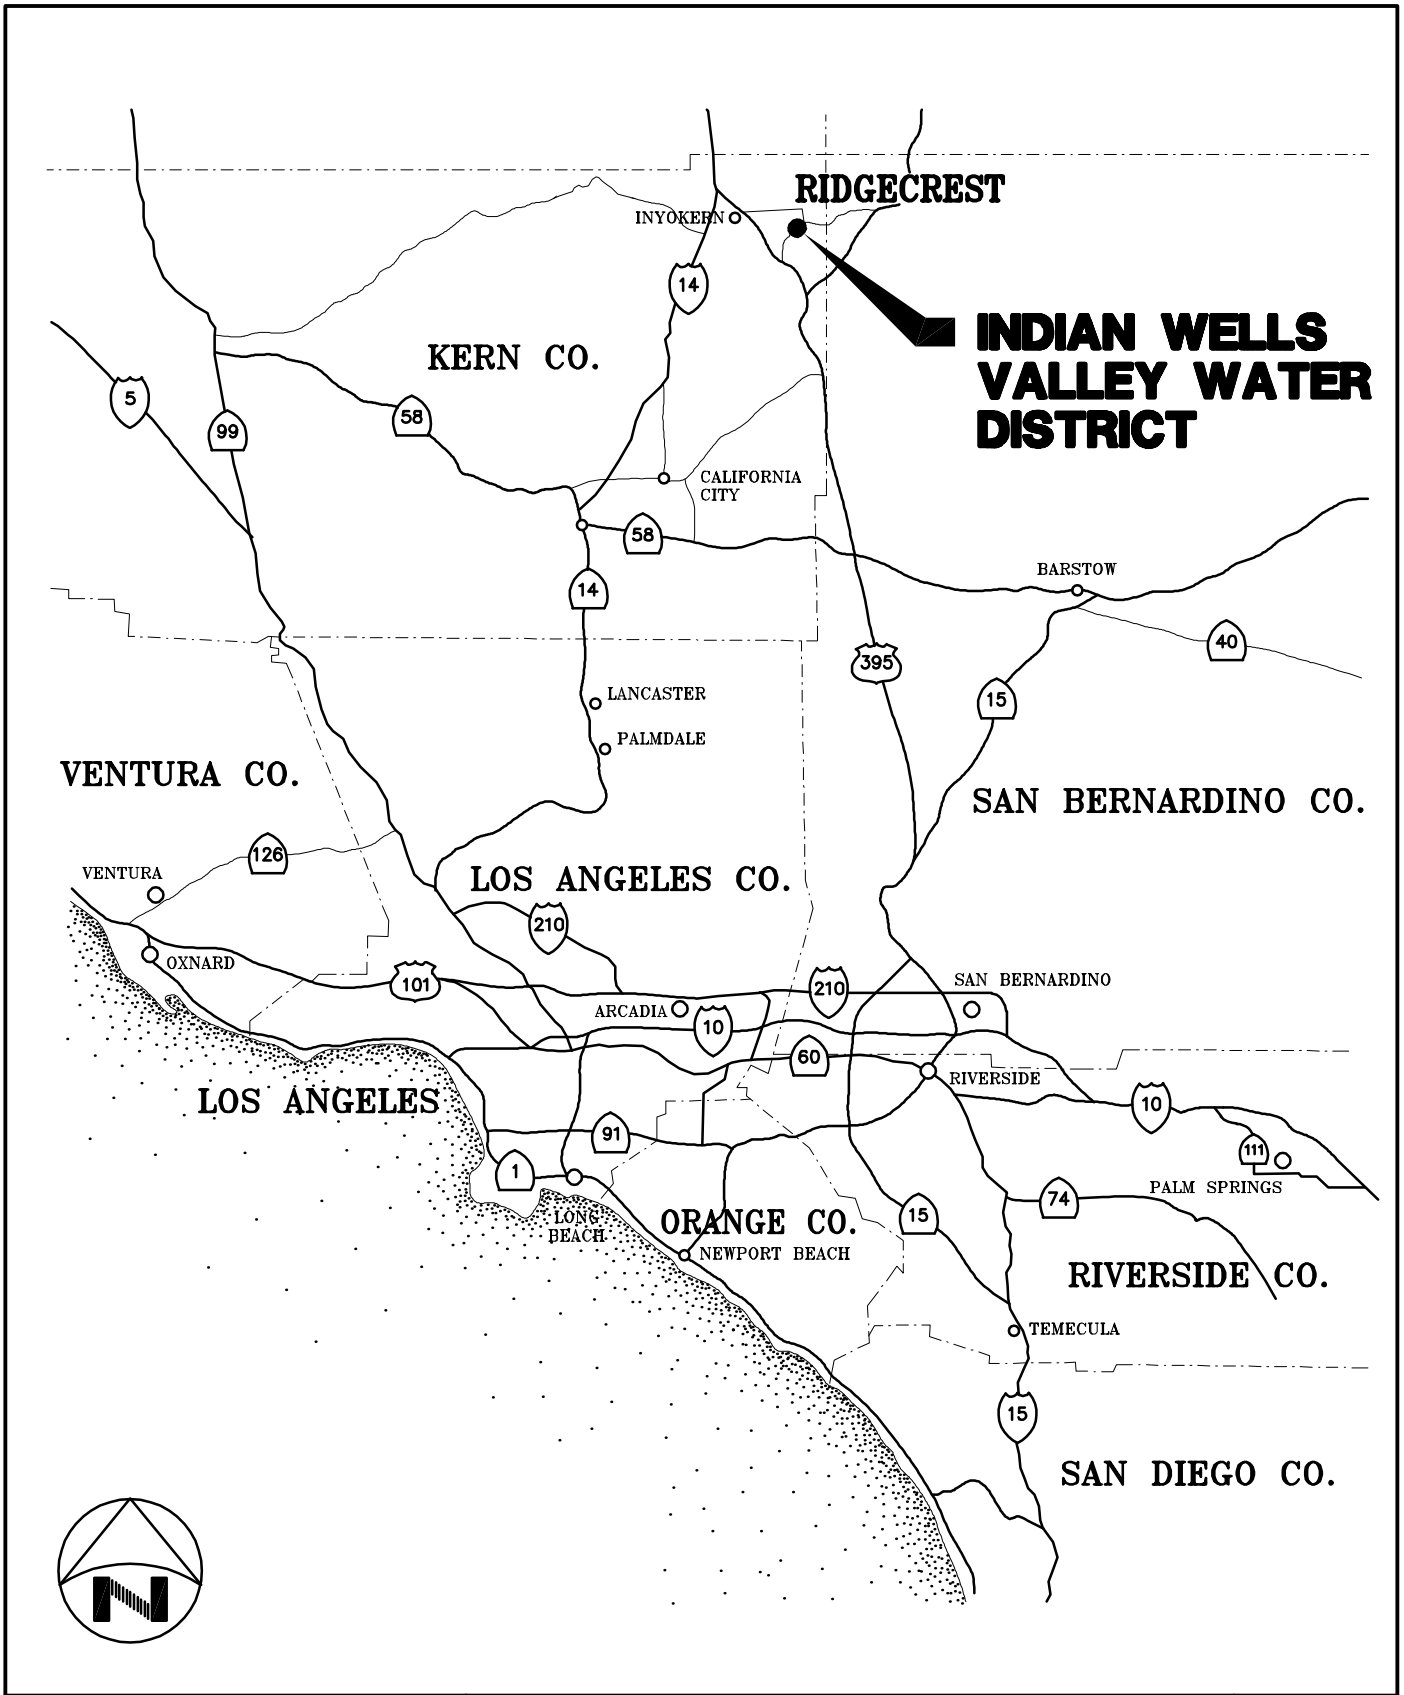 RIDGECREST
INYOKERN
14
INDIAN WELLS
VALLEY WATER
DISTRICT
KERN CO.
5
99
58
CALIFORNIA
CITY
58
BARSTOW
14
40
395
15
LANCASTER
PALMDALE
VENTURA CO.
SAN BERNARDINO CO.
126
VENTURA
LOS ANGELES CO.
210
OXNARD
101
SAN BERNARDINO
210
ARCADIA
10
60
RIVERSIDE
LOS ANGELES
10
91
111
1
PALM SPRINGS
74
LONG
BEACH
ORANGE CO.
15
NEWPORT BEACH
RIVERSIDE CO.
TEMECULA
15
SAN DIEGO CO.
N